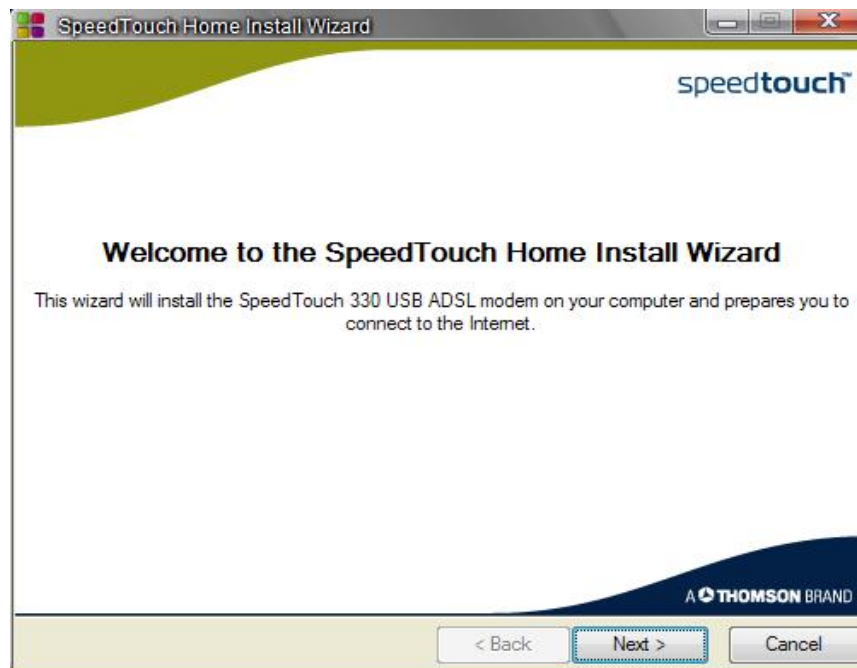 SpeedTouch Home Install Wizard
speedtouch™
Welcome to the SpeedTouch Home Install Wizard
This wizard will install the SpeedTouch 330 USB ADSL modem on your computer and prepares you to
connect to the Internet.
A THOMSON BRAND
< Back
Next >
Cancel